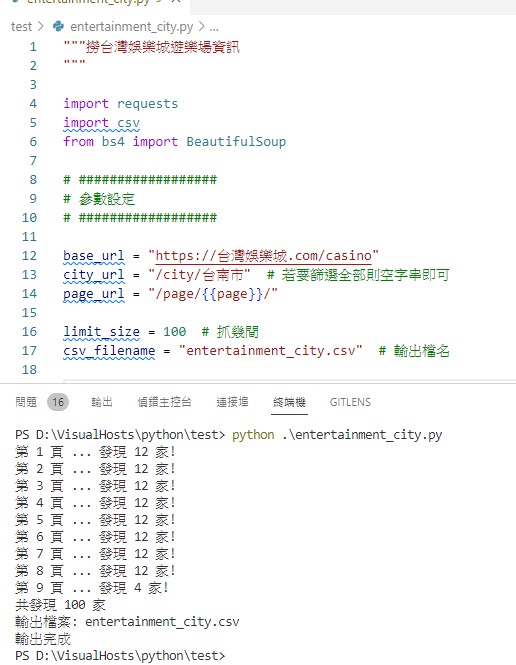 entertainment_city.py
test > entertainment_city.py > ...
1 """撈台灣娛樂城遊樂場資訊
2 """
3
4 import requests
5 import csv
6 from bs4 import BeautifulSoup
7
8 # ##################
9 # 參數設定
10 # ##################
11
12 base_url = "https://台灣娛樂城.com/casino"
13 city_url = "/city/台南市"  # 若要篩選全部則空字串即可
14 page_url = "/page/{{page}}/"
15
16 limit_size = 100  # 抓幾間
17 csv_filename = "entertainment_city.csv"  # 輸出檔名
18
問題 16 輸出 偵錯主控台 連接埠 終端機 GITLENS
PS D:\VisualHosts\python\test> python .\entertainment_city.py
第 1 頁 ... 發現 12 家!
第 2 頁 ... 發現 12 家!
第 3 頁 ... 發現 12 家!
第 4 頁 ... 發現 12 家!
第 5 頁 ... 發現 12 家!
第 6 頁 ... 發現 12 家!
第 7 頁 ... 發現 12 家!
第 8 頁 ... 發現 12 家!
第 9 頁 ... 發現 4 家!
共發現 100 家
輸出檔案: entertainment_city.csv
輸出完成
PS D:\VisualHosts\python\test>